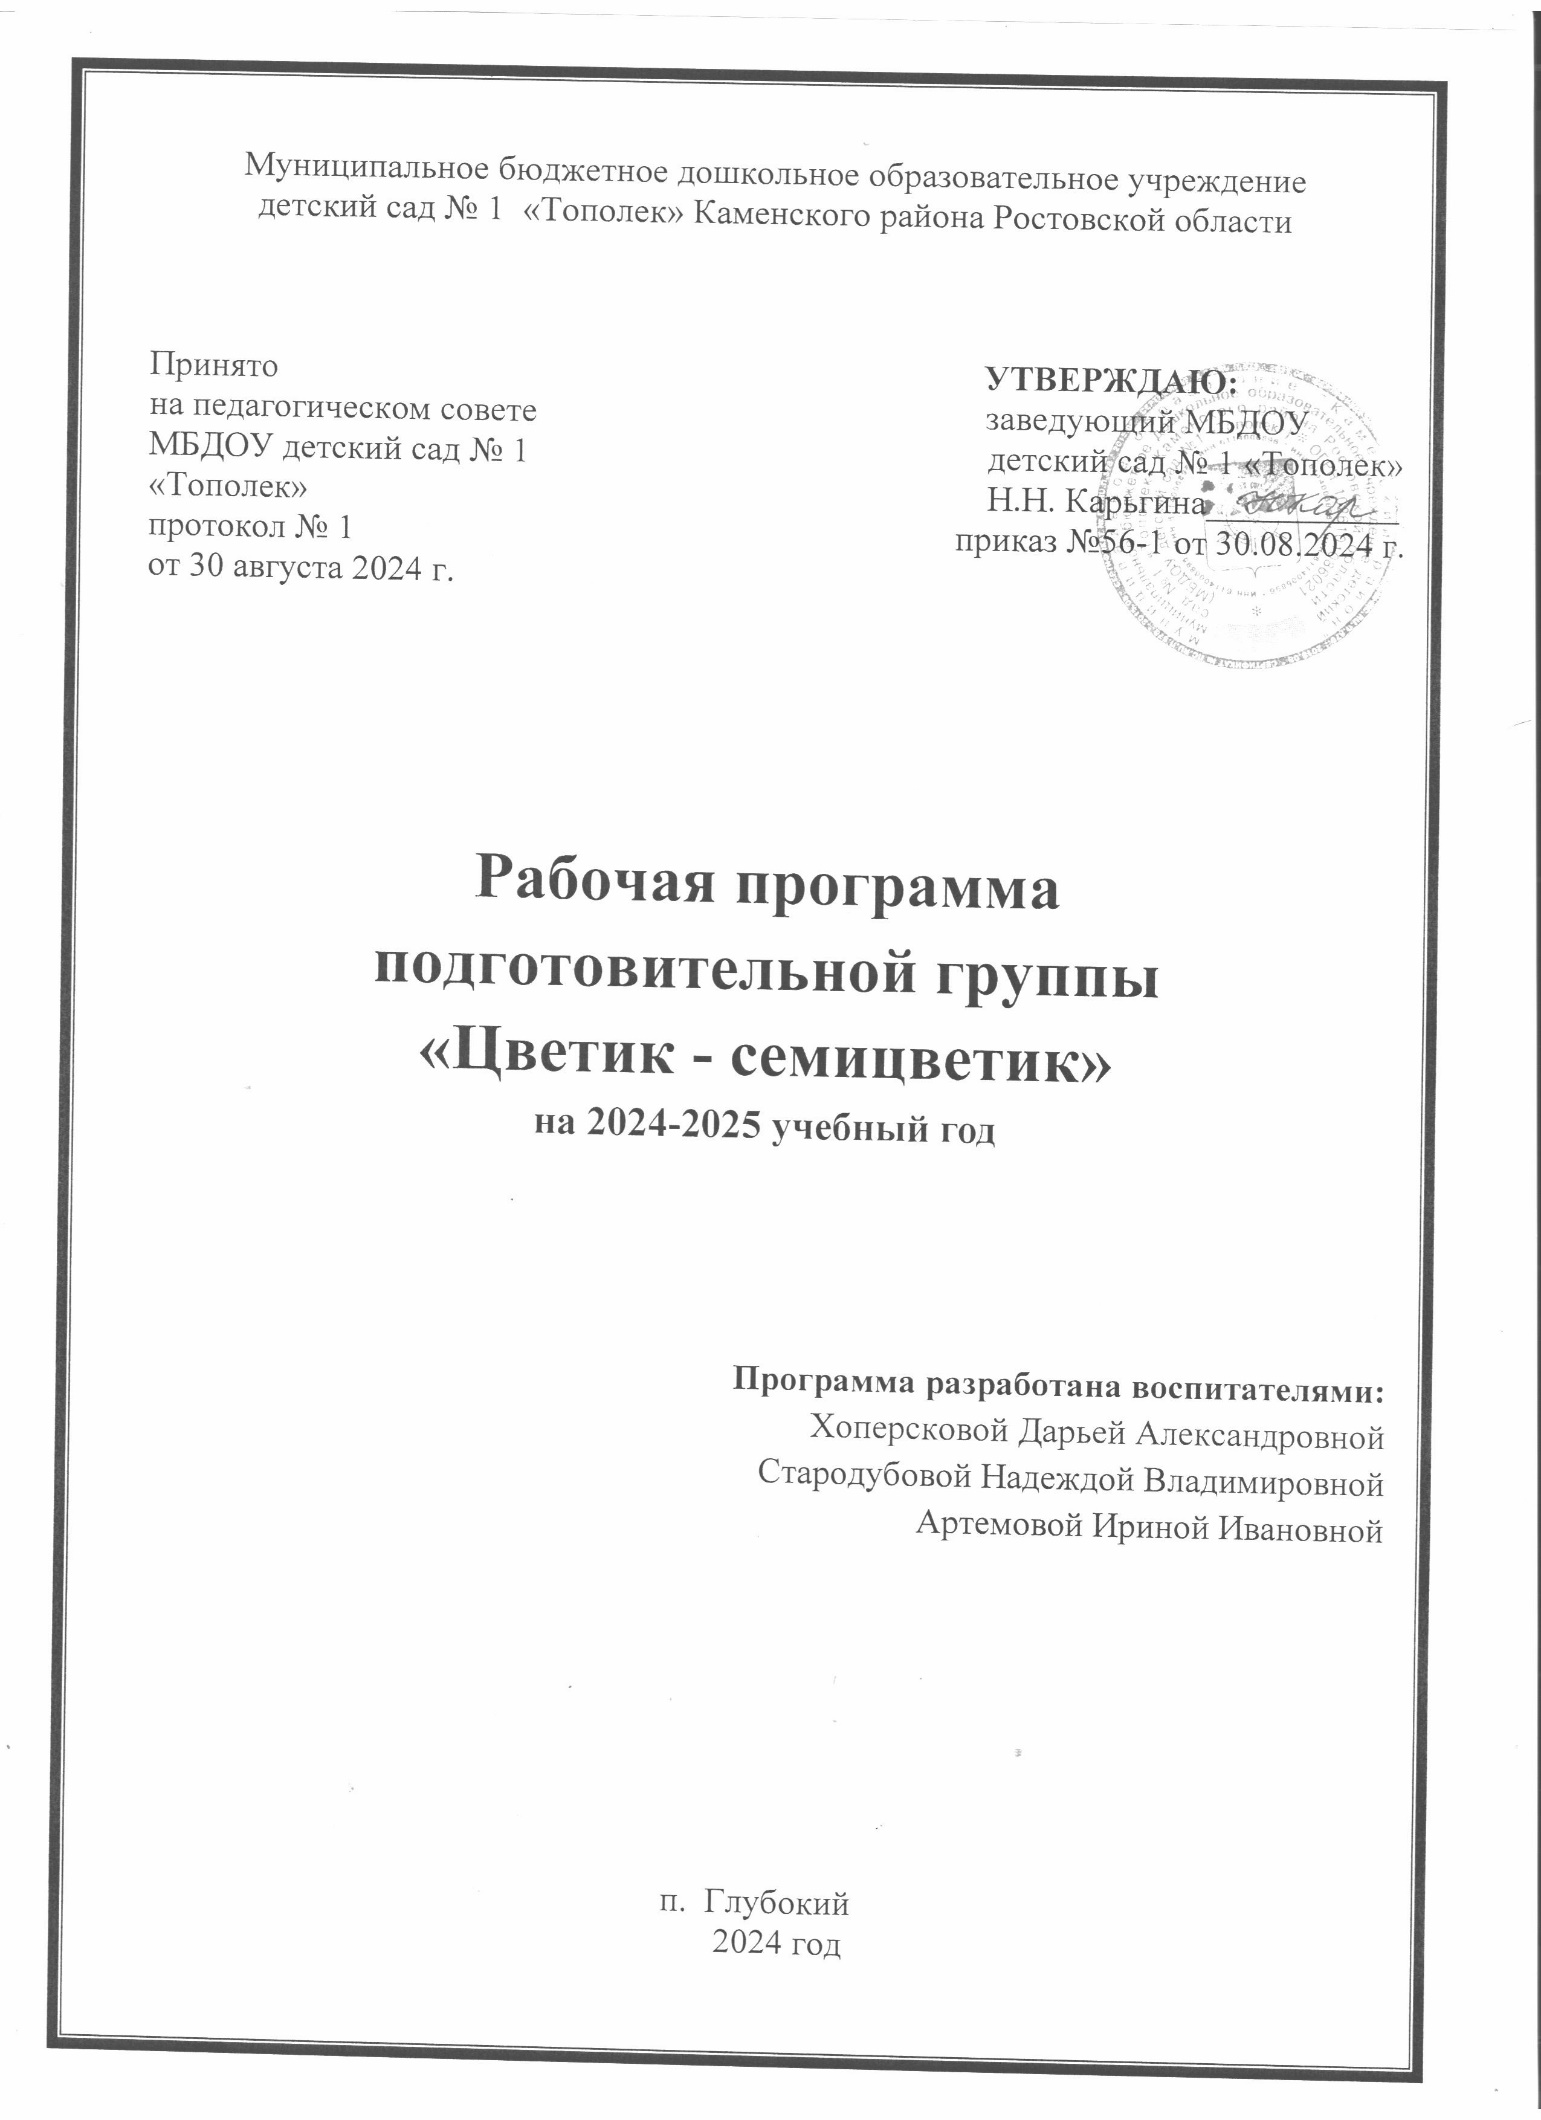 Муниципальное бюджетное дошкольное образовательное учреждение
детский сад № 1 «Тополек» Каменского района Ростовской области
Принято
на педагогическом совете
МБДОУ детский сад № 1
«Тополек»
протокол № 1
от 30 августа 2024 г.
УТВЕРЖДАЮ:
заведующий МБДОУ
детский сад № 1 «Тополек»
Н.Н. Карьгина
приказ №56-1 от 30.08.2024 г.
Рабочая программа
подготовительной группы
«Цветик - семицветик»
на 2024-2025 учебный год
Программа разработана воспитателями:
Хоперсковой Дарьей Александровной
Стародубовой Надеждой Владимировной
Артемовой Ириной Ивановной
п. Глубокий
2024 год